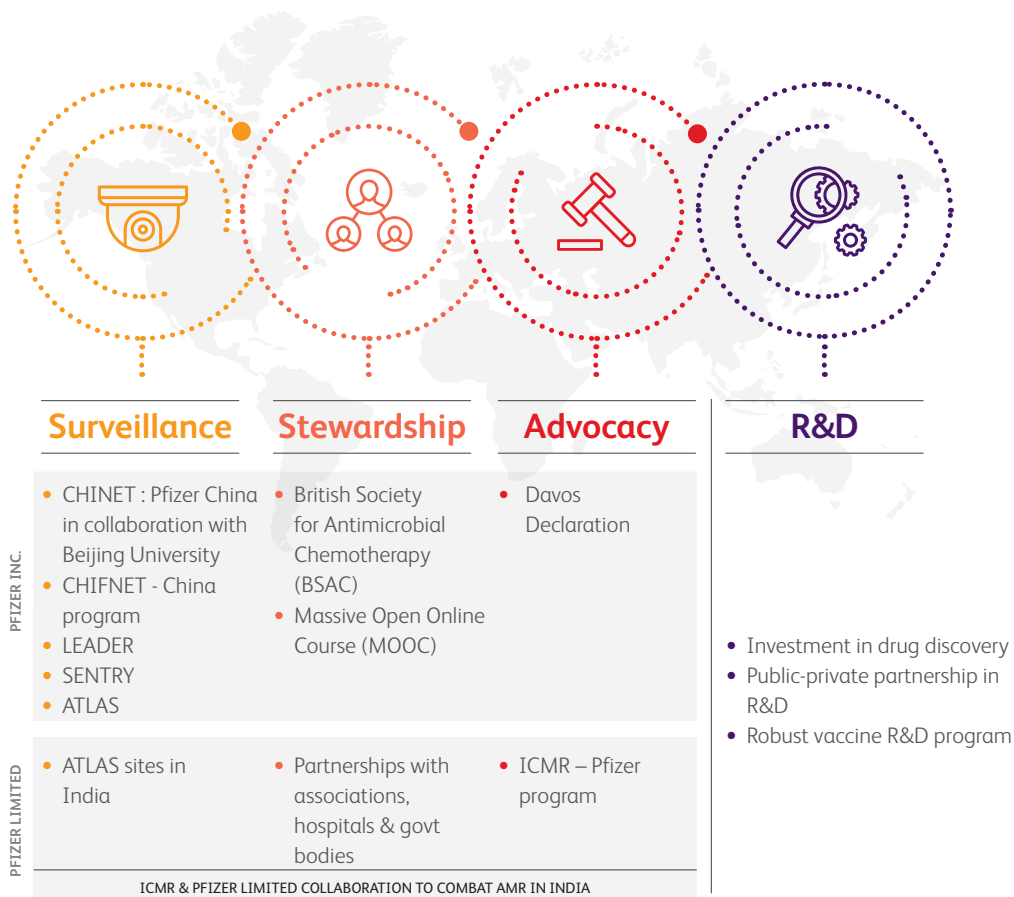 Surveillance
Stewardship
Advocacy
R&D
PFIZER INC.
• CHINET : Pfizer China
in collaboration with
Beijing University
• CHIFNET - China
program
• LEADER
• SENTRY
• ATLAS
• British Society
for Antimicrobial
Chemotherapy
(BSAC)
• Massive Open Online
Course (MOOC)
• Davos
Declaration
PFIZER LIMITED
• ATLAS sites in
India
• Partnerships with
associations,
hospitals & govt
bodies
• ICMR – Pfizer
program
ICMR & PFIZER LIMITED COLLABORATION TO COMBAT AMR IN INDIA
• Investment in drug discovery
• Public-private partnership in
R&D
• Robust vaccine R&D program